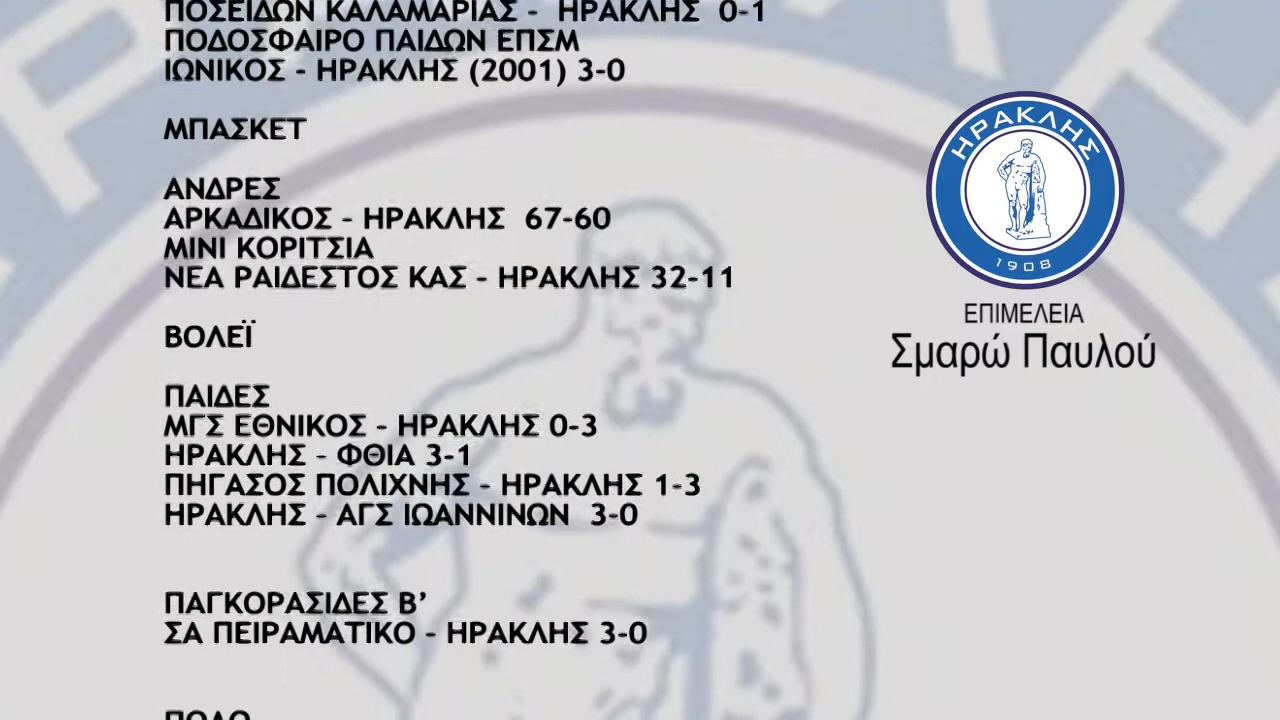 ΠΟΣΕΙΔΩΝ ΚΑΛΑΜΑΡΙΑΣ - ΗΡΑΚΛΗΣ 0-1
ΠΟΔΟΣΦΑΙΡΟ ΠΑΙΔΩΝ ΕΠΣΜ
ΙΩΝΙΚΟΣ - ΗΡΑΚΛΗΣ (2001) 3-0
ΜΠΑΣΚΕΤ
ΑΝΔΡΕΣ
ΑΡΚΑΔΙΚΟΣ - ΗΡΑΚΛΗΣ 67-60
ΜΙΝΙ ΚΟΡΙΤΣΙΑ
ΝΕΑ ΡΑΙΔΕΣΤΟΣ ΚΑΣ - ΗΡΑΚΛΗΣ 32-11
ΒΟΛΕΪ
ΠΑΙΔΕΣ
ΜΓΣ ΕΘΝΙΚΟΣ - ΗΡΑΚΛΗΣ 0-3
ΗΡΑΚΛΗΣ - ΦΘΙΑ 3-1
ΠΗΓΑΣΟΣ ΠΟΛΙΧΝΗΣ - ΗΡΑΚΛΗΣ 1-3
ΗΡΑΚΛΗΣ - ΑΓΣ ΙΩΑΝΝΙΝΩΝ 3-0
ΠΑΓΚΟΡΑΣΙΔΕΣ Β’
ΣΑ ΠΕΙΡΑΜΑΤΙΚΟ - ΗΡΑΚΛΗΣ 3-0
ΠΟΛΟ
ΗΡΑΚΛΗΣ
1908
ΕΠΙΜΕΛΕΙΑ
Σμαρώ Παυλού